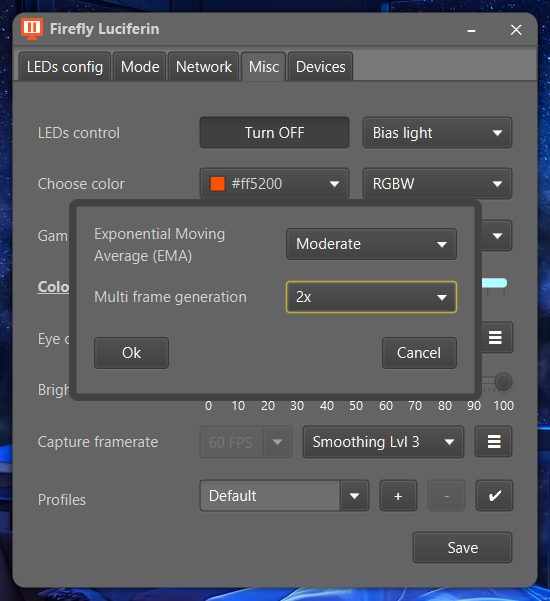 Firefly Luciferin
LEDs config Mode Network Misc Devices
LEDs control Turn OFF Bias light
Choose color #ff5200 RGBW
Gam
Exponential Moving
Average (EMA)
Moderate
Colo
Multi frame generation 2x
Eye c
Ok Cancel
Brigh
0 10 20 30 40 50 60 70 80 90 100
Capture framerate 60 FPS Smoothing Lvl 3
Profiles Default + -
Save